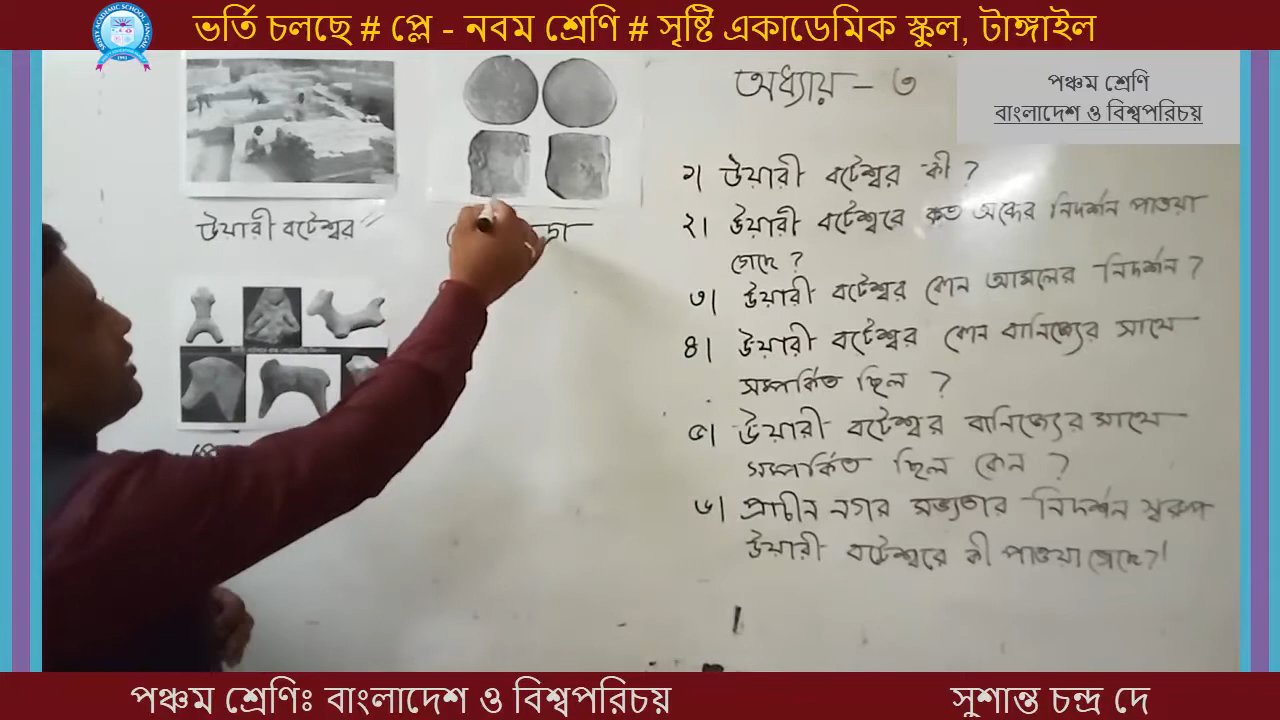 ভর্তি চলছে # প্লে - নবম শ্রেণি # সৃষ্টি একাডেমিক স্কুল, টাঙ্গাইল
পঞ্চম শ্রেণি
বাংলাদেশ ও বিশ্বপরিচয়
অধ্যায় – ৩
১। উয়ারী বটেশ্বর কী ?
২। উয়ারী বটেশ্বরে কত অব্দের নিদর্শন পাওয়া
গেছে ?
৩। উয়ারী বটেশ্বর কোন আমলের নিদর্শন ?
৪। উয়ারী বটেশ্বর কোন বানিজ্যের সাথে
সম্পর্কিত ছিল ?
৫। উয়ারী বটেশ্বর বানিজ্যের সাথে
সম্পর্কিত ছিল কেন ?
৬। প্রাচীন নগর সভ্যতার নিদর্শন স্বরুপ
উয়ারী বটেশ্বরে কী পাওয়া গেছে ?
উয়ারী বটেশ্বর
পঞ্চম শ্রেণিঃ বাংলাদেশ ও বিশ্বপরিচয়
সুশান্ত চন্দ্র দে